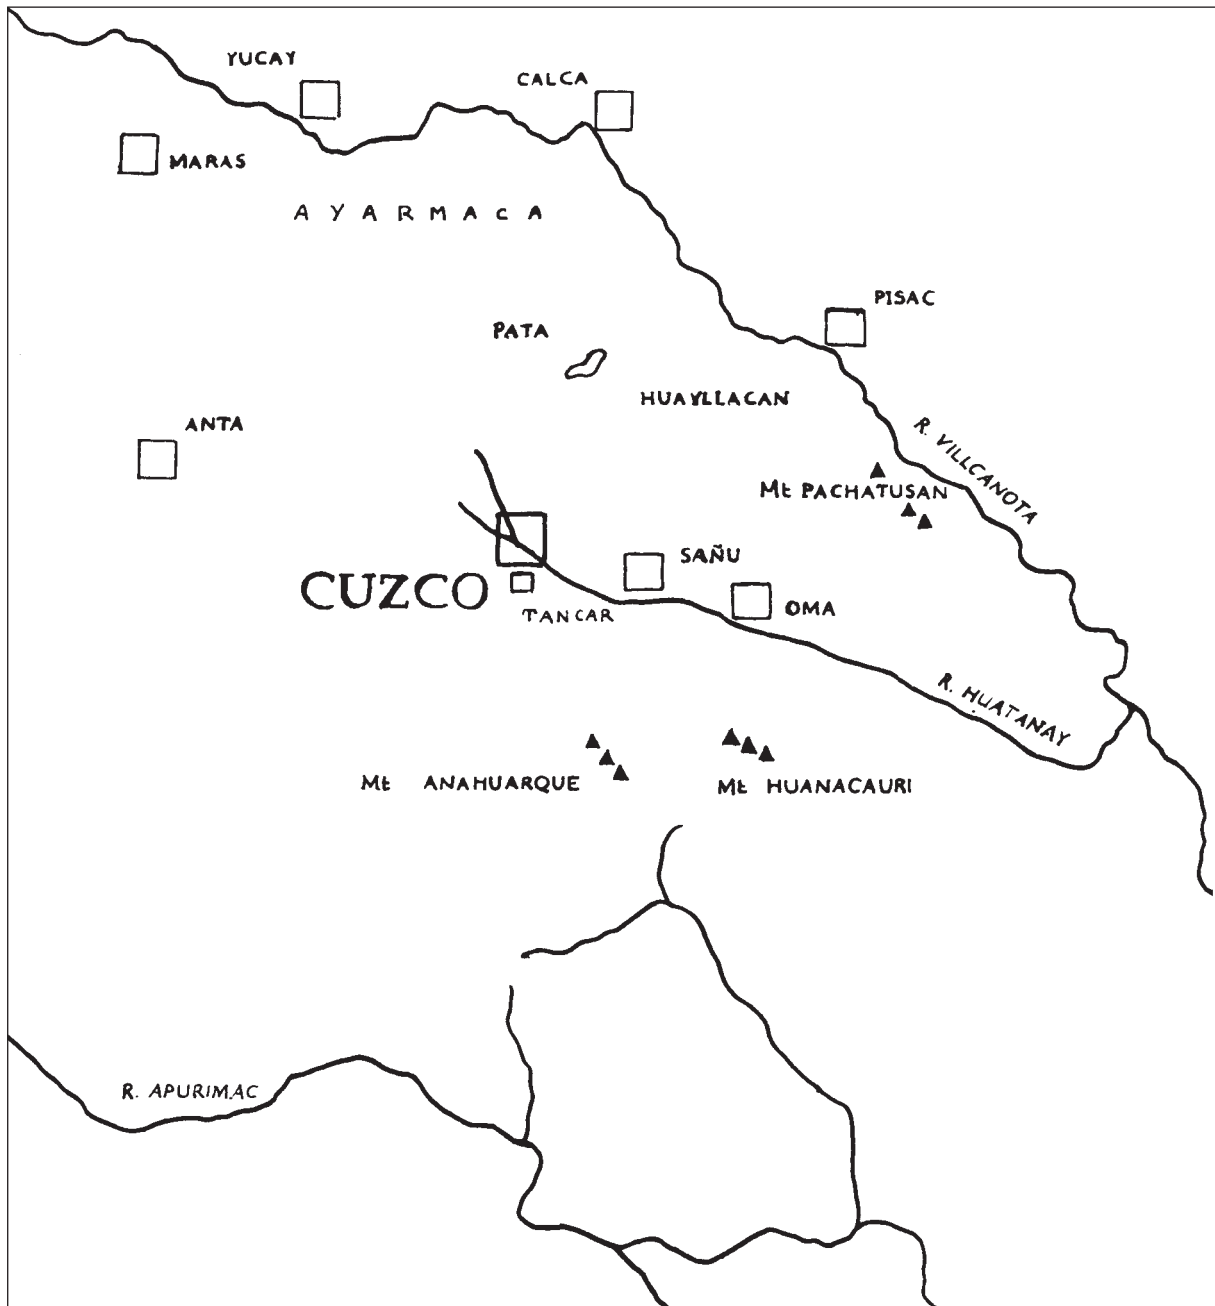 YUCAY
CALCA
MARAS
AYARMACA
PISAC
PATA
HUAYLLACAN
ANTA
R. VILLCANOTA
Mt PACHATUSAN
SAÑU
CUZCO
TANCAR
OMA
R. HUATANAY
Mt ANAHUARQUE
Mt HUANACAURI
R. APURIMAC